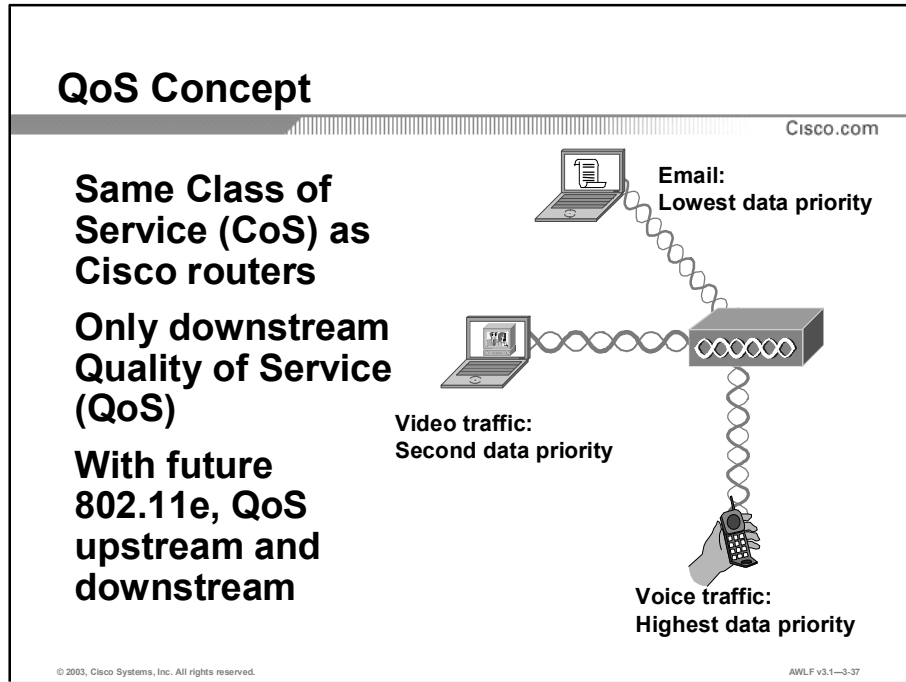 QoS Concept
Cisco.com
Same Class of
Service (CoS) as
Cisco routers
Only downstream
Quality of Service
(QoS)
With future
802.11e, QoS
upstream and
downstream
Email:
Lowest data priority
Video traffic:
Second data priority
Voice traffic:
Highest data priority
© 2003, Cisco Systems, Inc. All rights reserved.
AWLF v3.1—3-37